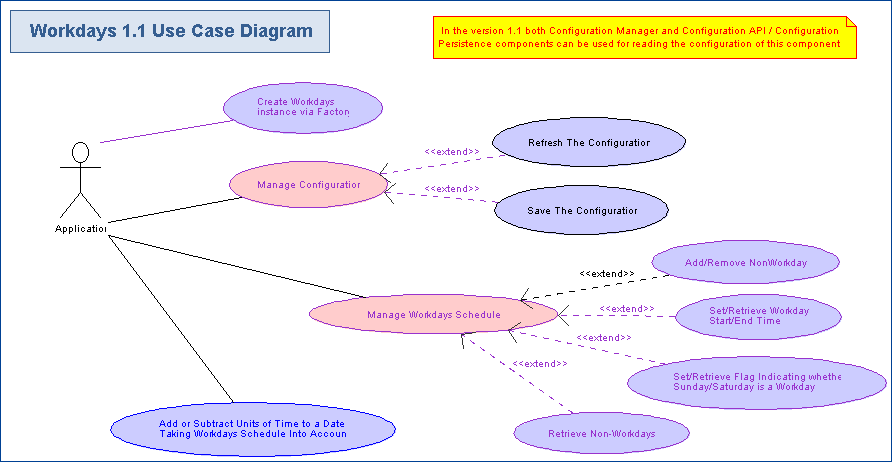 Workdays 1.1 Use Case Diagram
In the version 1.1 both Configuration Manager and Configuration API / Configuration
Persistence components can be used for reading the configuration of this component
Create Workdays
instance via Factory
<<extend>>
Refresh The Configuration
Manage Configuration
<<extend>>
Save The Configuration
Application
Add/Remove NonWorkday
<<extend>>
Set/Retrieve Workday
Start/End Time
<<extend>>
Manage Workdays Schedule
<<extend>>
<<extend>>
Set/Retrieve Flag Indicating whethe
Sunday/Saturday is a Workday
Add or Subtract Units of Time to a Date
Taking Workdays Schedule Into Accoun
Retrieve Non-Workdays